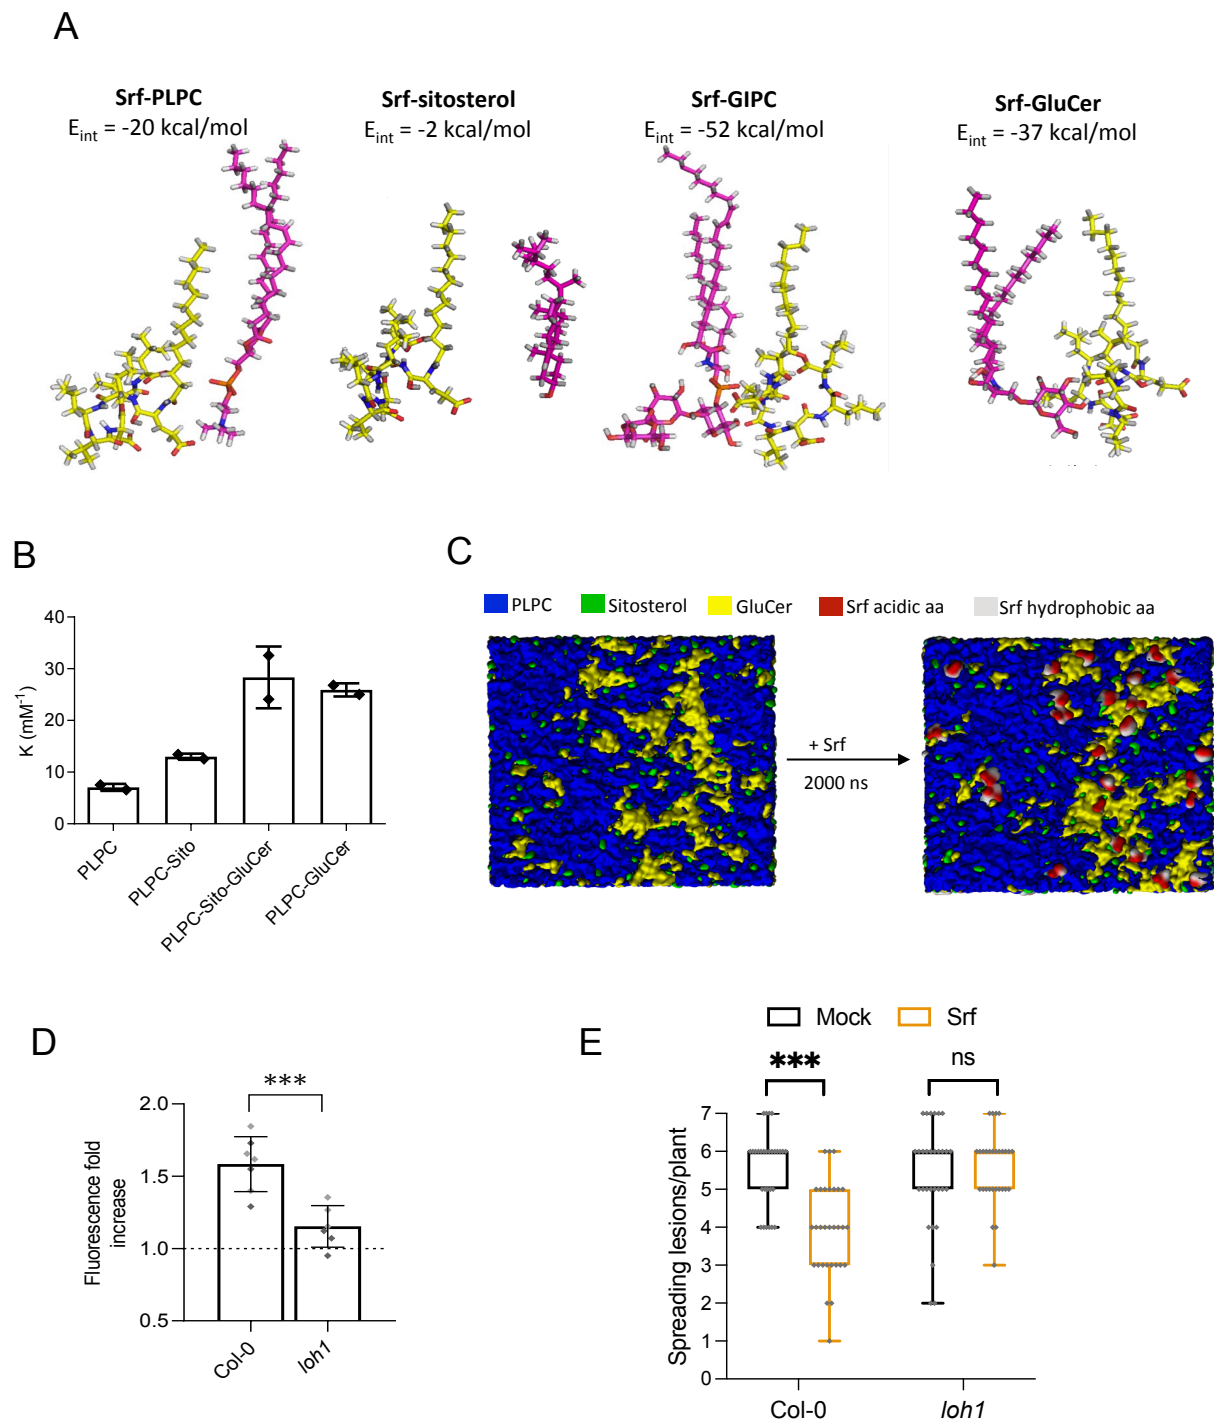 A
Srf-PLPC
E_int = -20 kcal/mol
Srf-sitosterol
E_int = -2 kcal/mol
Srf-GIPC
E_int = -52 kcal/mol
Srf-GluCer
E_int = -37 kcal/mol
B
K (mM⁻¹)
40
30
20
10
0
PLPC
PLPC-Sito
PLPC-Sito-GluCer
PLPC-GluCer
C
PLPC
Sitosterol
GluCer
Srf acidic aa
Srf hydrophobic aa
+ Srf
2000 ns
D
***
Fluorescence fold
increase
2.0
1.5
1.0
0.5
Col-0
loh1
E
Mock
Srf
***
ns
Spreading lesions/plant
7
6
5
4
3
2
1
0
Col-0
loh1